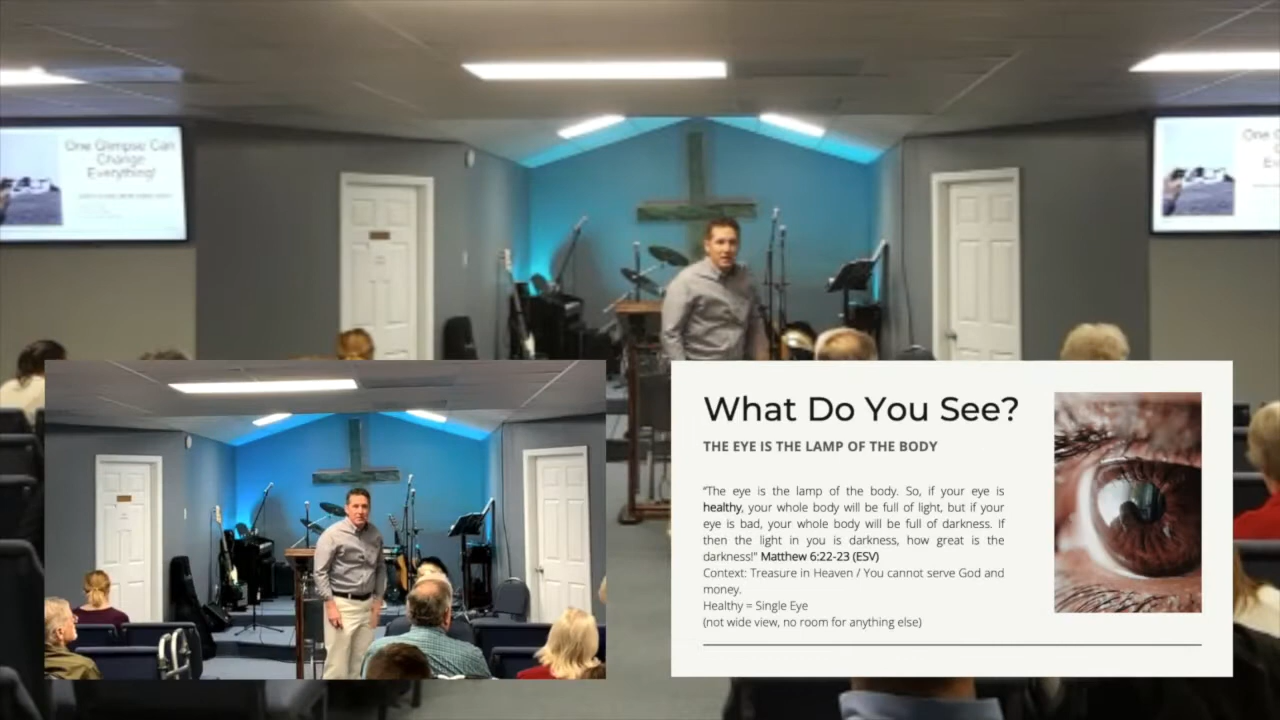 One Glimpse Can
Change
Everything!
One G
What Do You See?
THE EYE IS THE LAMP OF THE BODY
“The eye is the lamp of the body. So, if your eye is
healthy, your whole body will be full of light, but if your
eye is bad, your whole body will be full of darkness. If
then the light in you is darkness, how great is the
darkness!” Matthew 6:22-23 (ESV)
Context: Treasure in Heaven / You cannot serve God and
money.
Healthy = Single Eye
(not wide view, no room for anything else)